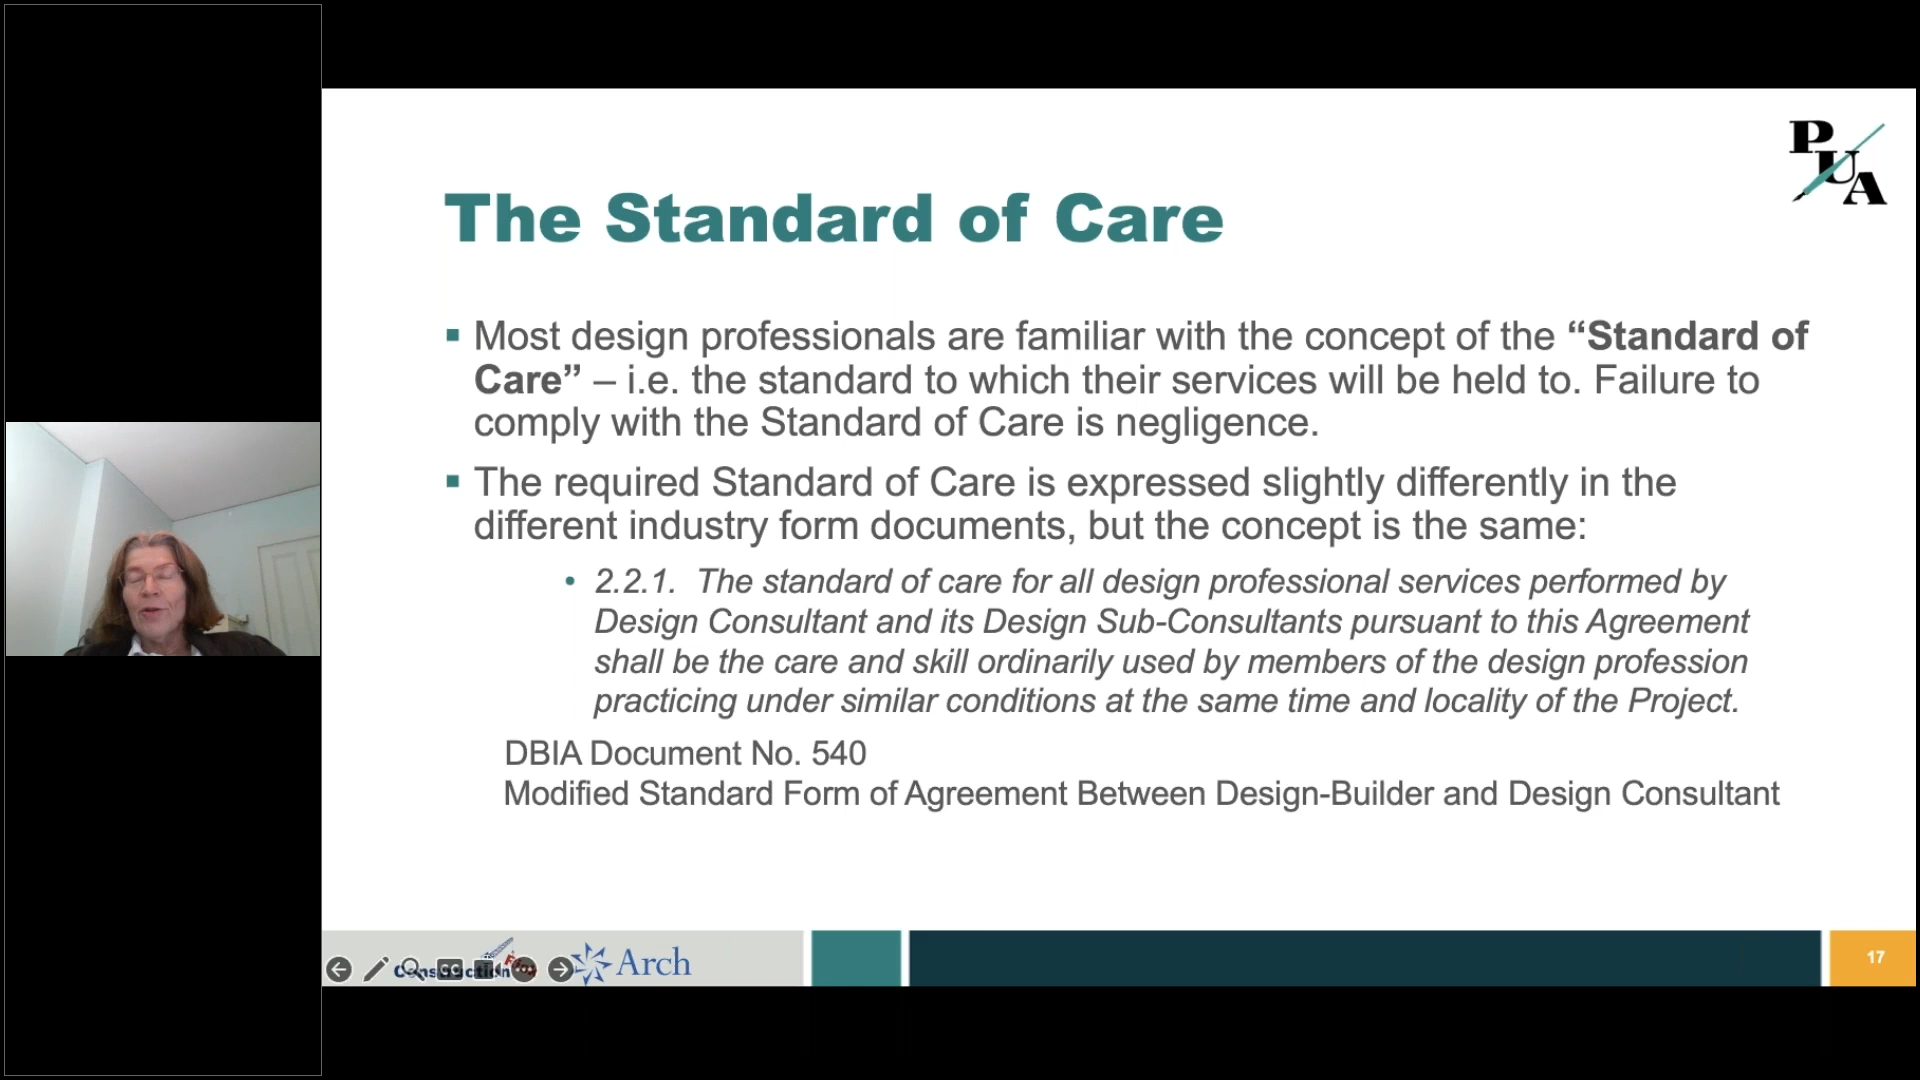 PUA
The Standard of Care
▪ Most design professionals are familiar with the concept of the “Standard of
Care” – i.e. the standard to which their services will be held to. Failure to
comply with the Standard of Care is negligence.
▪ The required Standard of Care is expressed slightly differently in the
different industry form documents, but the concept is the same:
• 2.2.1. The standard of care for all design professional services performed by
Design Consultant and its Design Sub-Consultants pursuant to this Agreement
shall be the care and skill ordinarily used by members of the design profession
practicing under similar conditions at the same time and locality of the Project.
DBIA Document No. 540
Modified Standard Form of Agreement Between Design-Builder and Design Consultant
Construction
Arch
17